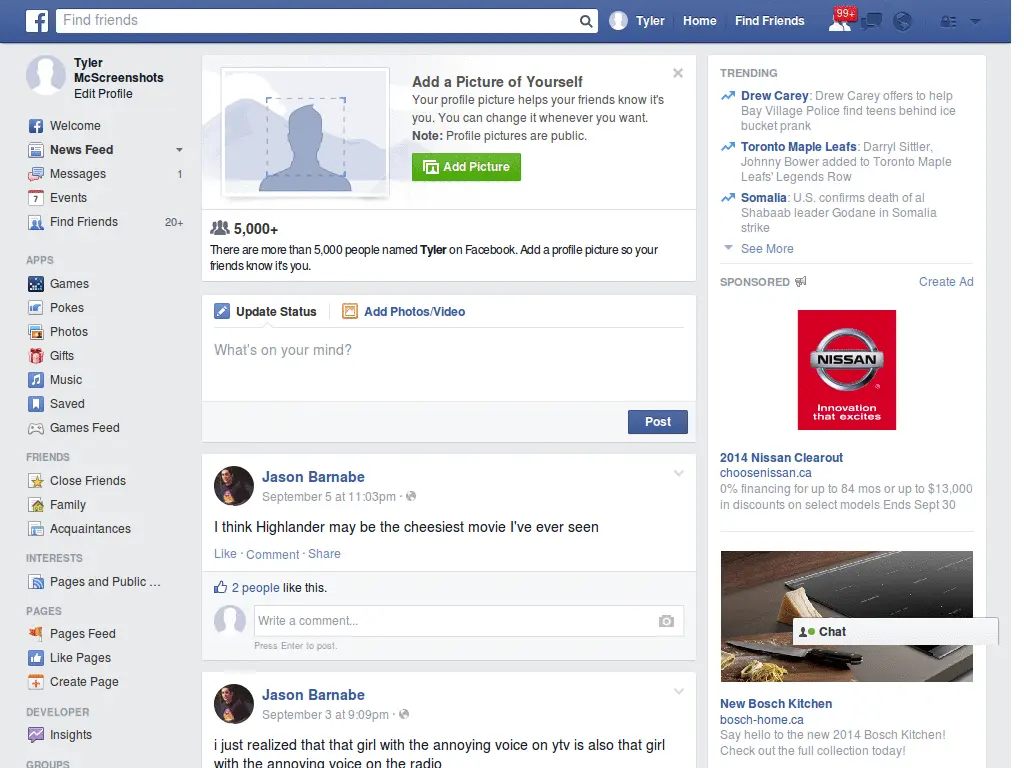 Find friends
Tyler
Home
Find Friends
99+
Tyler
McScreenshots
Edit Profile
Welcome
News Feed
Messages 1
7 Events
Find Friends 20+
APPS
Games
Pokes
Photos
Gifts
Music
Saved
Games Feed
FRIENDS
Close Friends
Family
Acquaintances
INTERESTS
Pages and Public ...
PAGES
Pages Feed
Like Pages
Create Page
DEVELOPER
Insights
GROUPS
Add a Picture of Yourself
Your profile picture helps your friends know it's
you. You can change it whenever you want.
Note: Profile pictures are public.
Add Picture
5,000+
There are more than 5,000 people named Tyler on Facebook. Add a profile picture so your
friends know it's you.
Update Status
Add Photos/Video
What's on your mind?
Post
Jason Barnabe
September 5 at 11:03pm ·
I think Highlander may be the cheesiest movie I've ever seen
Like · Comment · Share
2 people like this.
Write a comment...
Press Enter to post.
Jason Barnabe
September 3 at 9:09pm ·
i just realized that that girl with the annoying voice on ytv is also that girl
with the annoying voice on the radio
TRENDING
Drew Carey: Drew Carey offers to help
Bay Village Police find teens behind ice
bucket prank
Toronto Maple Leafs: Darryl Sittler,
Johnny Bower added to Toronto Maple
Leafs' Legends Row
Somalia: U.S. confirms death of al
Shabaab leader Godane in Somalia
strike
See More
SPONSORED
Create Ad
NISSAN
Innovation
that excites
2014 Nissan Clearout
choosenissan.ca
0% financing for up to 84 mos or up to $13,000
in discounts on select models Ends Sept 30
Chat
New Bosch Kitchen
bosch-home.ca
Say hello to the new 2014 Bosch Kitchen!
Check out the full collection today!